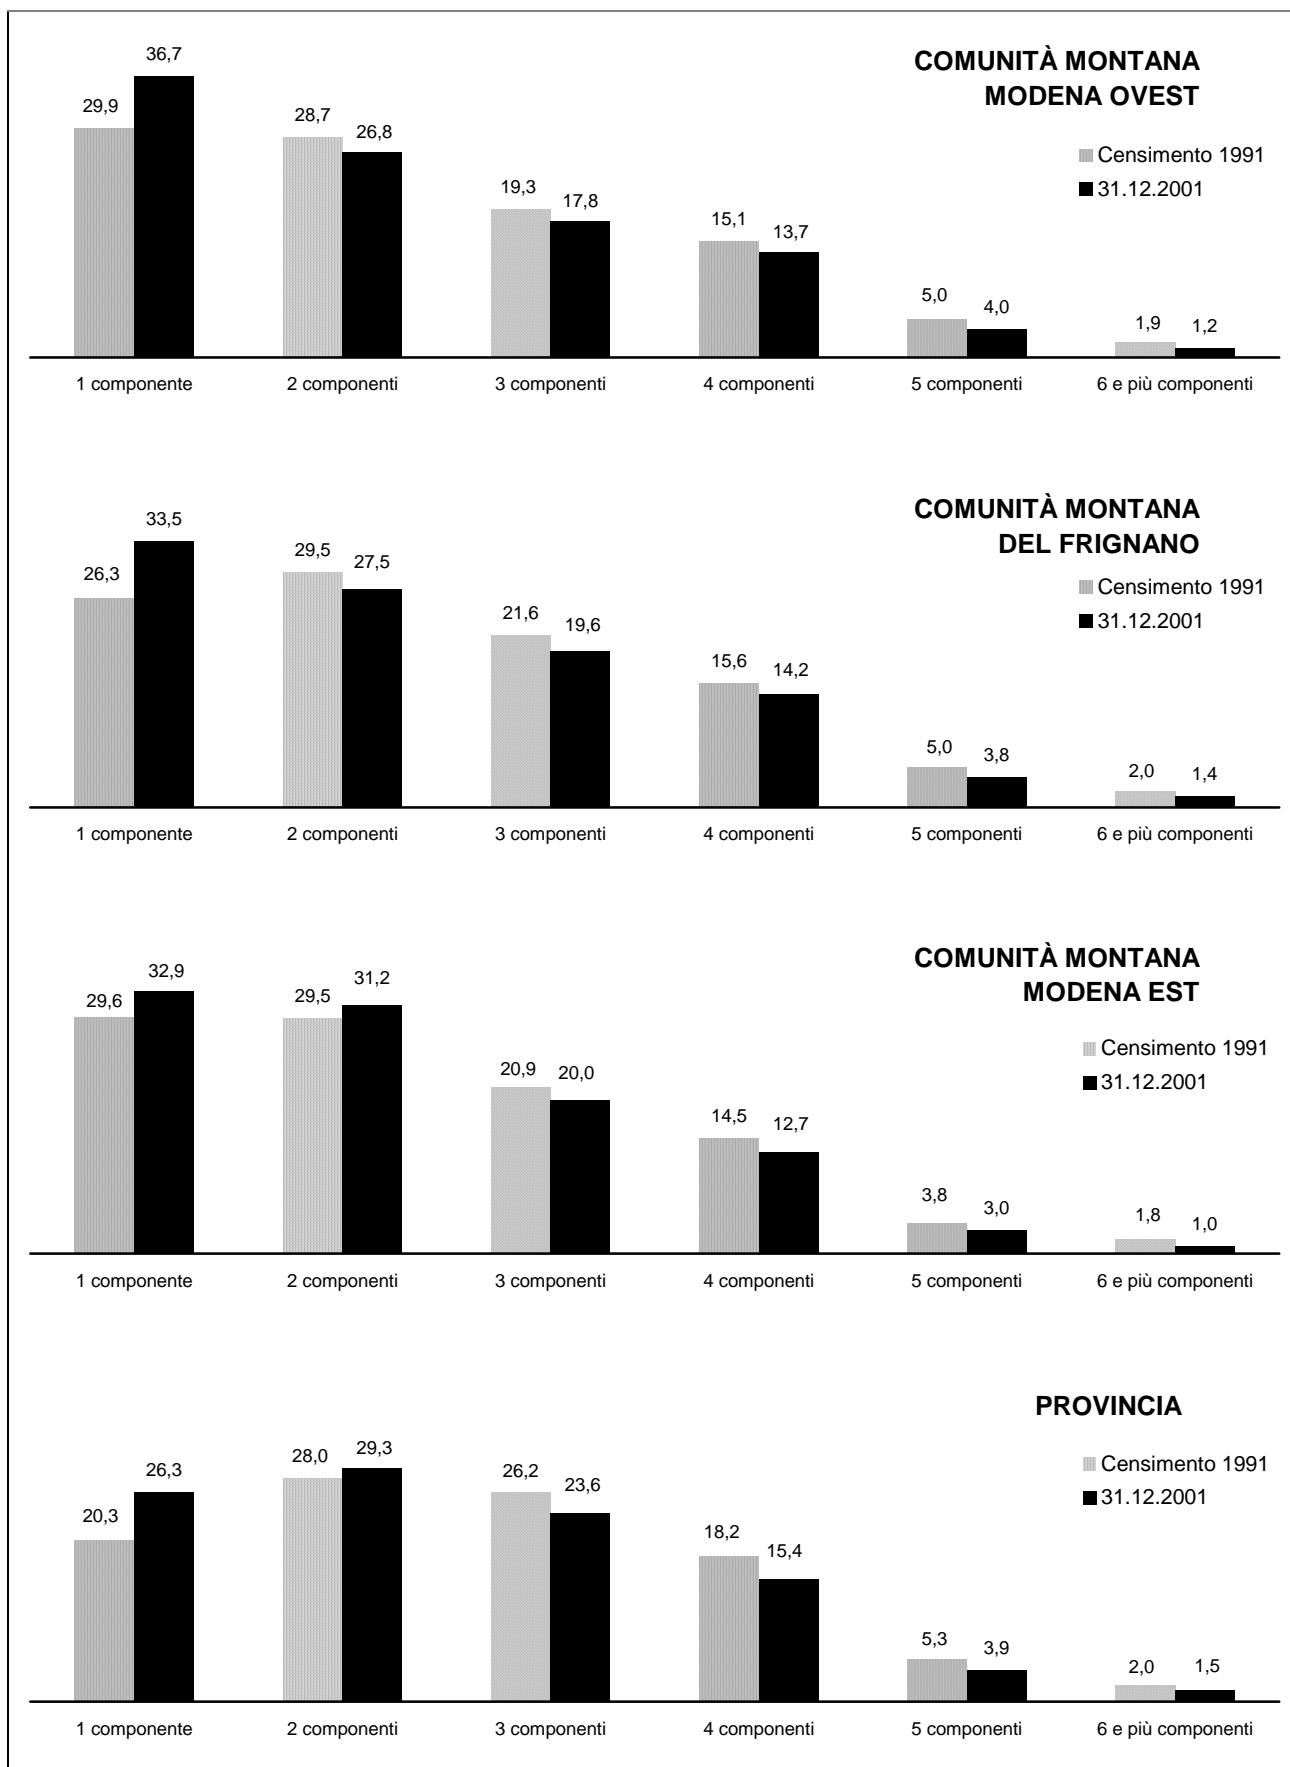 COMUNITÀ MONTANA
MODENA OVEST
Censimento 1991
31.12.2001
29,9 36,7 28,7 26,8 19,3 17,8 15,1 13,7 5,0 4,0 1,9 1,2
1 componente 2 componenti 3 componenti 4 componenti 5 componenti 6 e più componenti
COMUNITÀ MONTANA
DEL FRIGNANO
Censimento 1991
31.12.2001
26,3 33,5 29,5 27,5 21,6 19,6 15,6 14,2 5,0 3,8 2,0 1,4
1 componente 2 componenti 3 componenti 4 componenti 5 componenti 6 e più componenti
COMUNITÀ MONTANA
MODENA EST
Censimento 1991
31.12.2001
29,6 32,9 29,5 31,2 20,9 20,0 14,5 12,7 3,8 3,0 1,8 1,0
1 componente 2 componenti 3 componenti 4 componenti 5 componenti 6 e più componenti
PROVINCIA
Censimento 1991
31.12.2001
20,3 26,3 28,0 29,3 26,2 23,6 18,2 15,4 5,3 3,9 2,0 1,5
1 componente 2 componenti 3 componenti 4 componenti 5 componenti 6 e più componenti